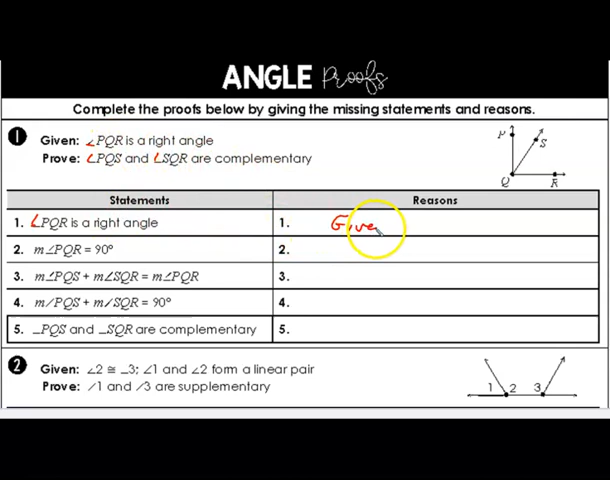 ANGLE Proofs
Complete the proofs below by giving the missing statements and reasons.
1 Given: ∠PQR is a right angle
Prove: ∠PQS and ∠SQR are complementary
P
S
Q
R
Statements Reasons
1. ∠PQR is a right angle 1. Give
2. m∠PQR = 90° 2.
3. m∠PQS + m∠SQR = m∠PQR 3.
4. m∠PQS + m∠SQR = 90° 4.
5. ∠PQS and ∠SQR are complementary 5.
2 Given: ∠2 ≅ ∠3; ∠1 and ∠2 form a linear pair
Prove: ∠1 and ∠3 are supplementary
1 2 3